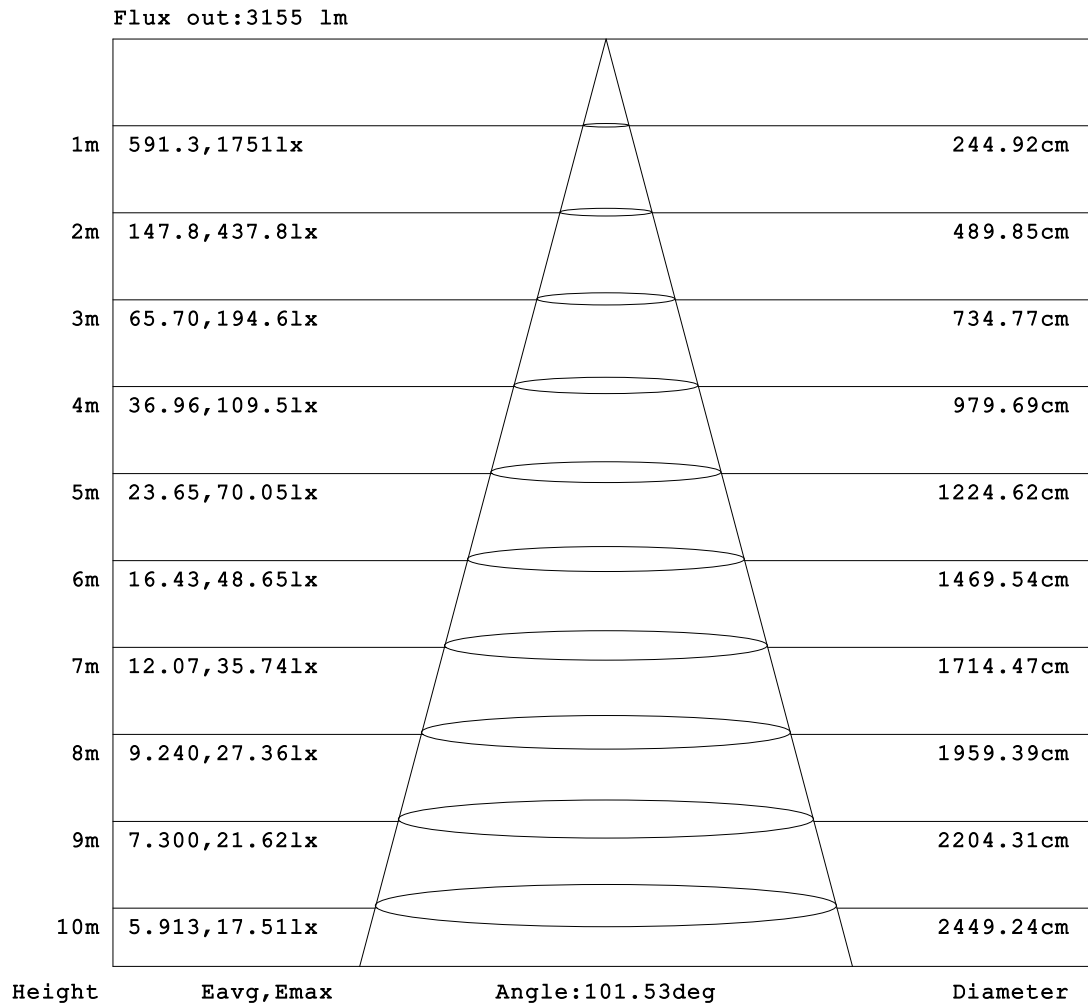 Flux out:3155 lm
1m 591.3,1751lx 244.92cm
2m 147.8,437.8lx 489.85cm
3m 65.70,194.6lx 734.77cm
4m 36.96,109.5lx 979.69cm
5m 23.65,70.05lx 1224.62cm
6m 16.43,48.65lx 1469.54cm
7m 12.07,35.74lx 1714.47cm
8m 9.240,27.36lx 1959.39cm
9m 7.300,21.62lx 2204.31cm
10m 5.913,17.51lx 2449.24cm
Height Eavg,Emax Angle:101.53deg Diameter